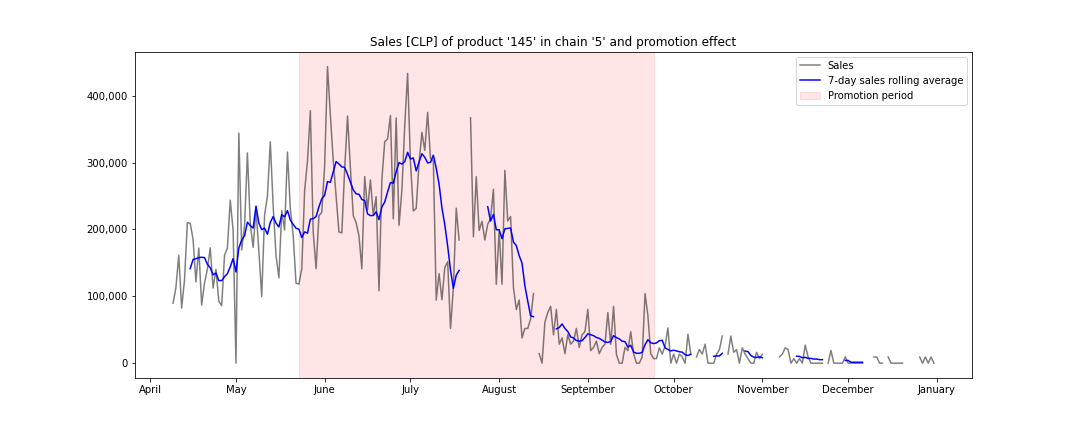 Sales [CLP] of product '145' in chain '5' and promotion effect
Sales
7-day sales rolling average
Promotion period
400,000
300,000
200,000
100,000
0
April May June July August September October November December January